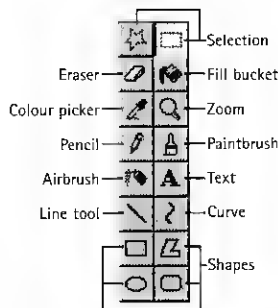 Selection
Eraser Fill bucket
Colour picker Zoom
Pencil Paintbrush
Airbrush A Text
Line tool Curve
Shapes